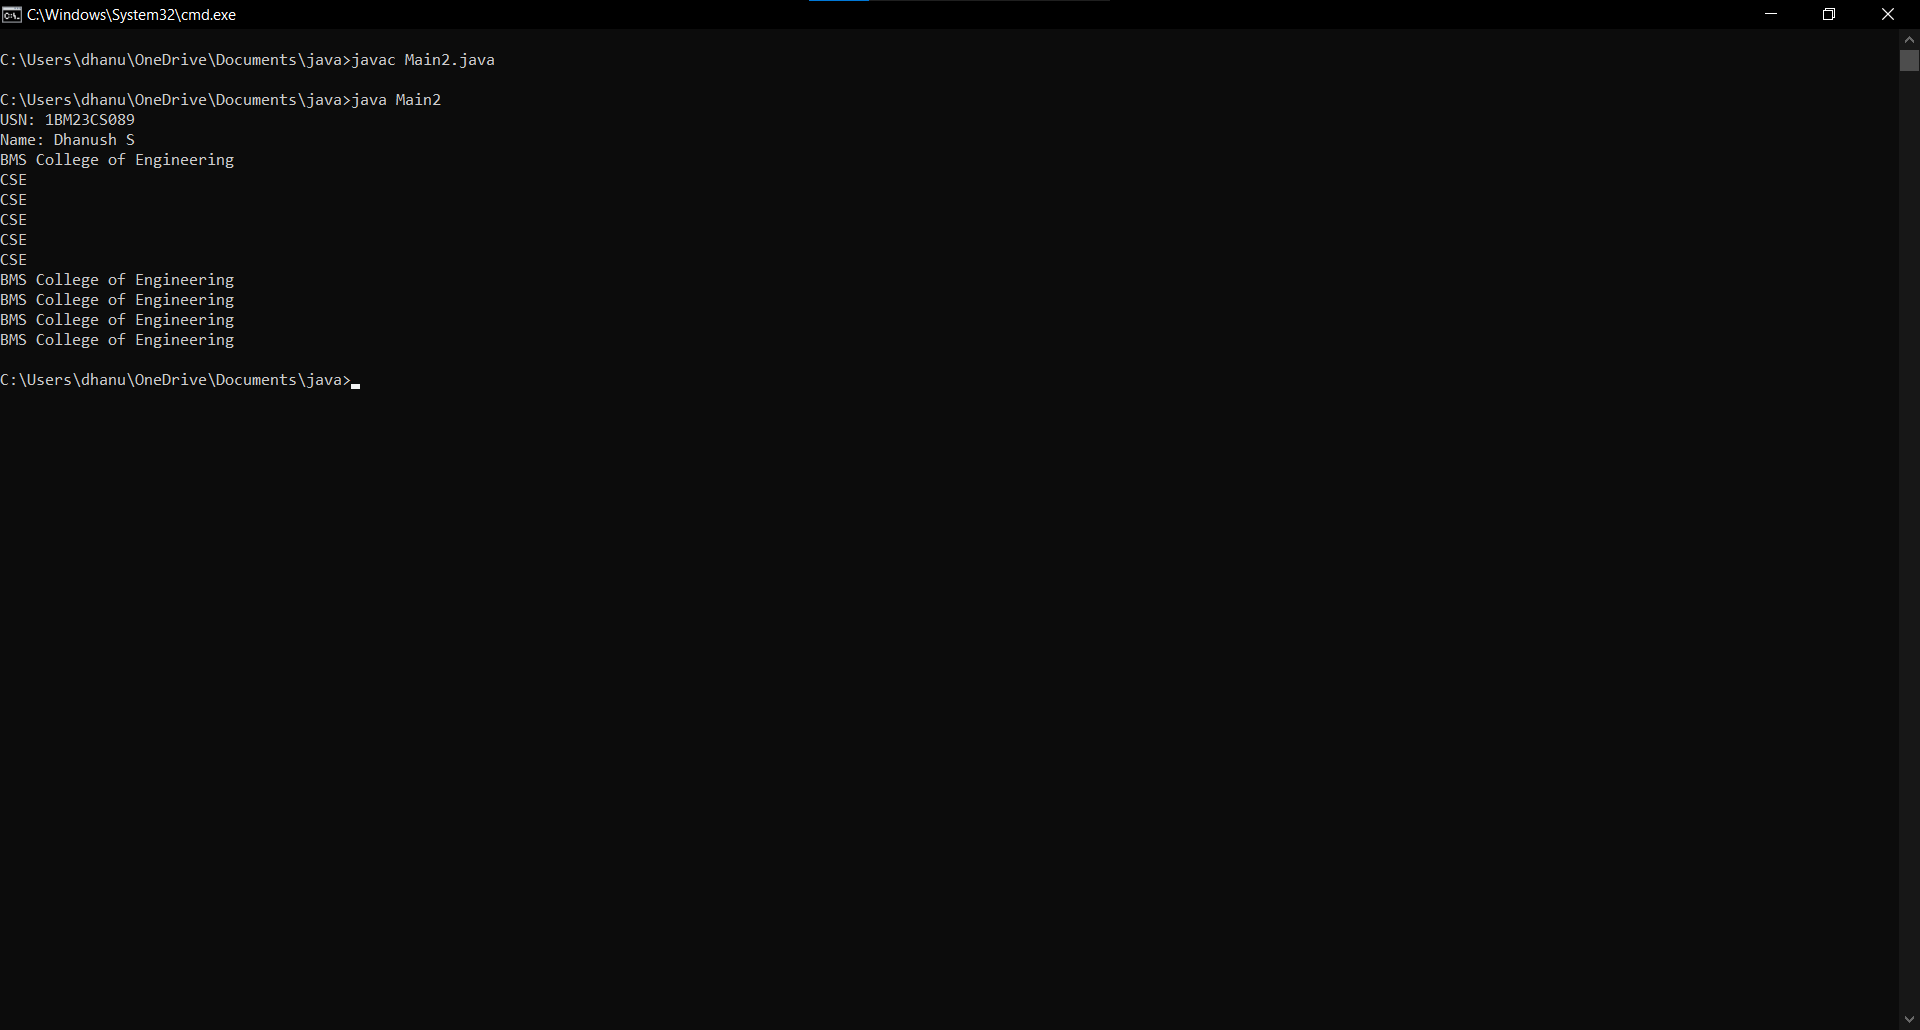 C:\Windows\System32\cmd.exe
C:\Users\dhanu\OneDrive\Documents\java>javac Main2.java
C:\Users\dhanu\OneDrive\Documents\java>java Main2
USN: 1BM23CS089
Name: Dhanush S
BMS College of Engineering
CSE
CSE
CSE
CSE
CSE
BMS College of Engineering
BMS College of Engineering
BMS College of Engineering
BMS College of Engineering
C:\Users\dhanu\OneDrive\Documents\java>